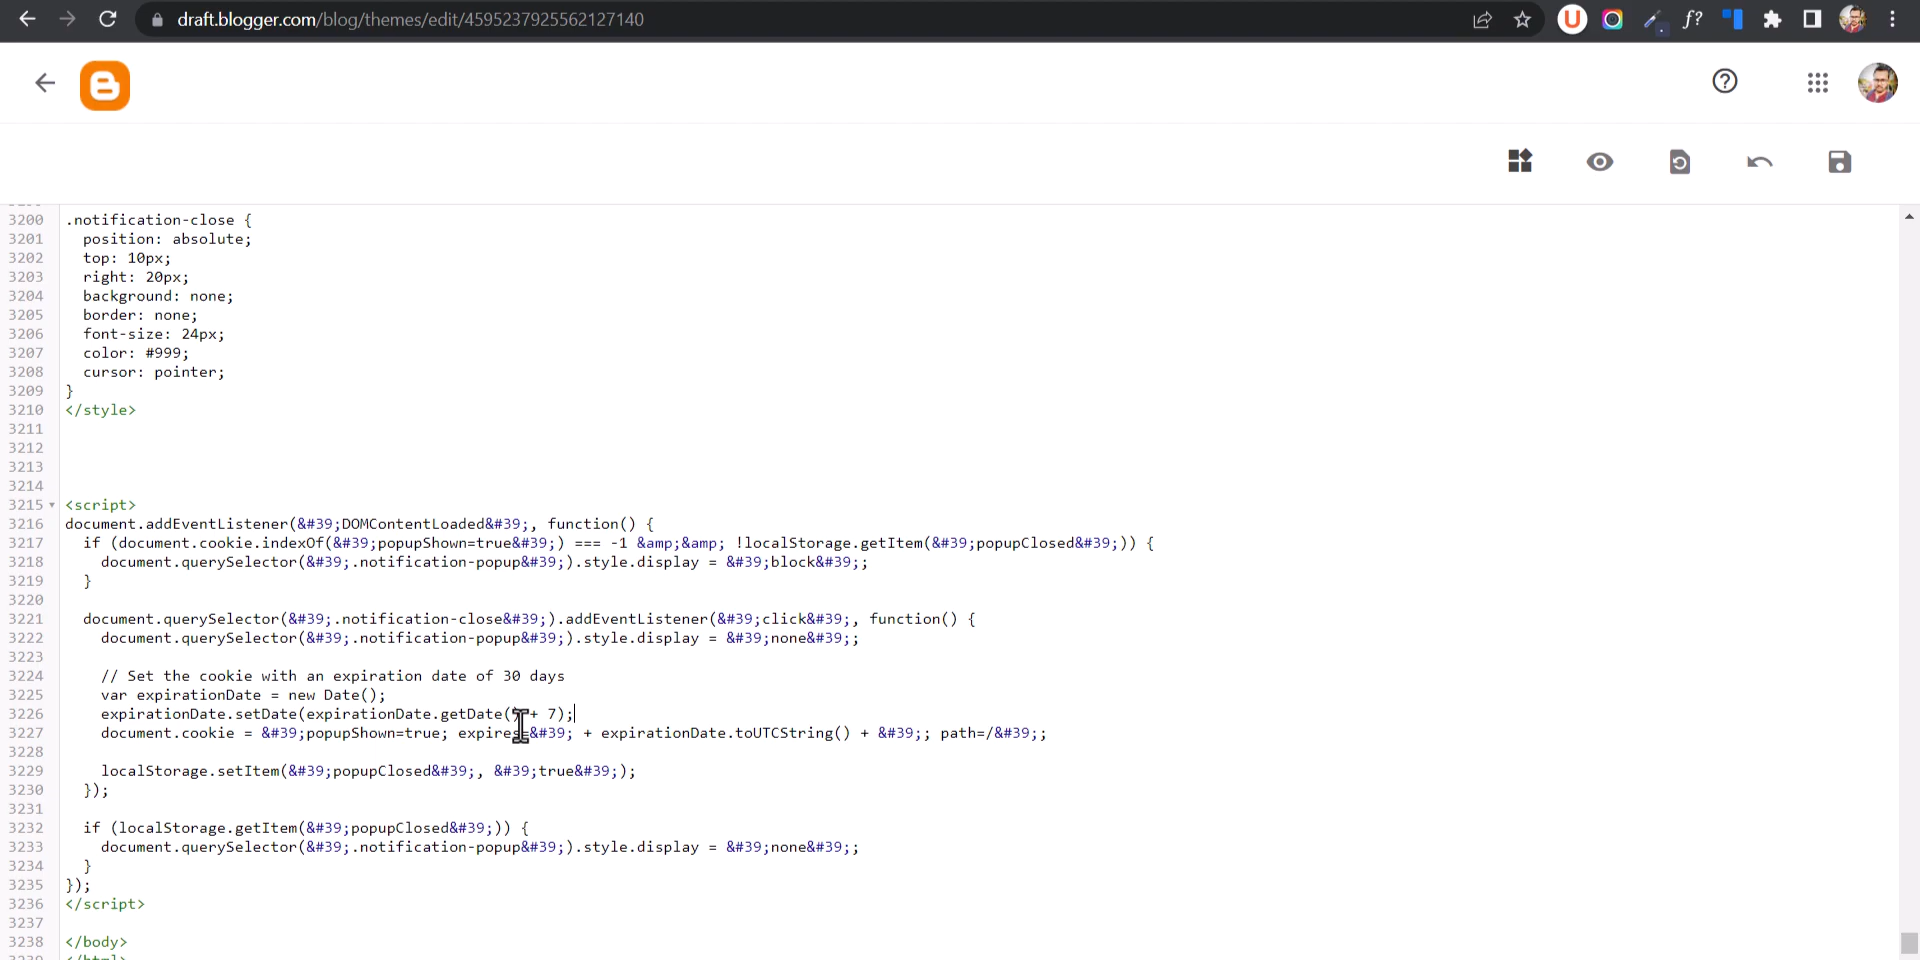 draft.blogger.com/blog/themes/edit/4595237925562127140
3200 .notification-close {
3201   position: absolute;
3202   top: 10px;
3203   right: 20px;
3204   background: none;
3205   border: none;
3206   font-size: 24px;
3207   color: #999;
3208   cursor: pointer;
3209 }
3210 </style>
3211
3212
3213
3214
3215 <script>
3216 document.addEventListener(&#39;DOMContentLoaded&#39;, function() {
3217   if (document.cookie.indexOf(&#39;popupShown=true&#39;) === -1 &amp;&amp; !localStorage.getItem(&#39;popupClosed&#39;)) {
3218     document.querySelector(&#39;.notification-popup&#39;).style.display = &#39;block&#39;;
3219   }
3220
3221   document.querySelector(&#39;.notification-close&#39;).addEventListener(&#39;click&#39;, function() {
3222     document.querySelector(&#39;.notification-popup&#39;).style.display = &#39;none&#39;;
3223
3224     // Set the cookie with an expiration date of 30 days
3225     var expirationDate = new Date();
3226     expirationDate.setDate(expirationDate.getDate() + 7);
3227     document.cookie = &#39;popupShown=true; expires=&#39; + expirationDate.toUTCString() + &#39;; path=/&#39;;
3228
3229     localStorage.setItem(&#39;popupClosed&#39;, &#39;true&#39;);
3230   });
3231
3232   if (localStorage.getItem(&#39;popupClosed&#39;)) {
3233     document.querySelector(&#39;.notification-popup&#39;).style.display = &#39;none&#39;;
3234   }
3235 });
3236 </script>
3237
3238 </body>
3239 </html>